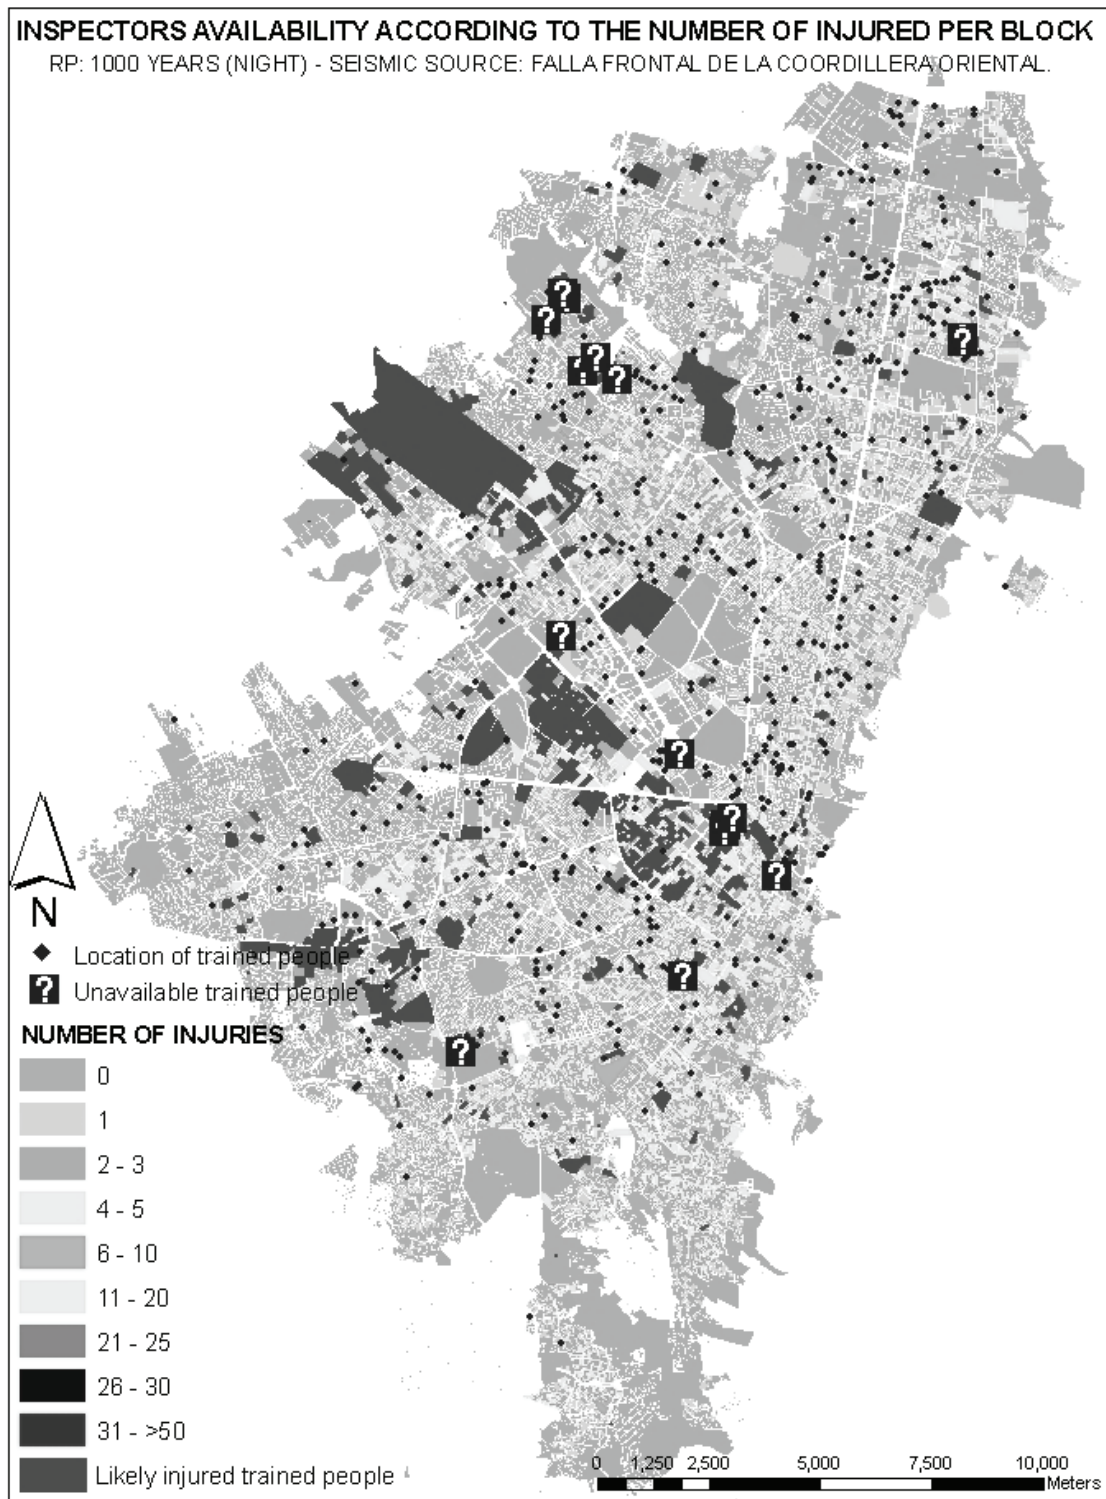 INSPECTORS AVAILABILITY ACCORDING TO THE NUMBER OF INJURED PER BLOCK
RP: 1000 YEARS (NIGHT) - SEISMIC SOURCE: FALLA FRONTAL DE LA COORDILLERA ORIENTAL.
?
?
?
?
?
?
?
?
?
?
?
?
?
N
Location of trained people
? Unavailable trained people
NUMBER OF INJURIES
0
1
2 - 3
4 - 5
6 - 10
11 - 20
21 - 25
26 - 30
31 - >50
Likely injured trained people
0 1,250 2,500 5,000 7,500 10,000
Meters